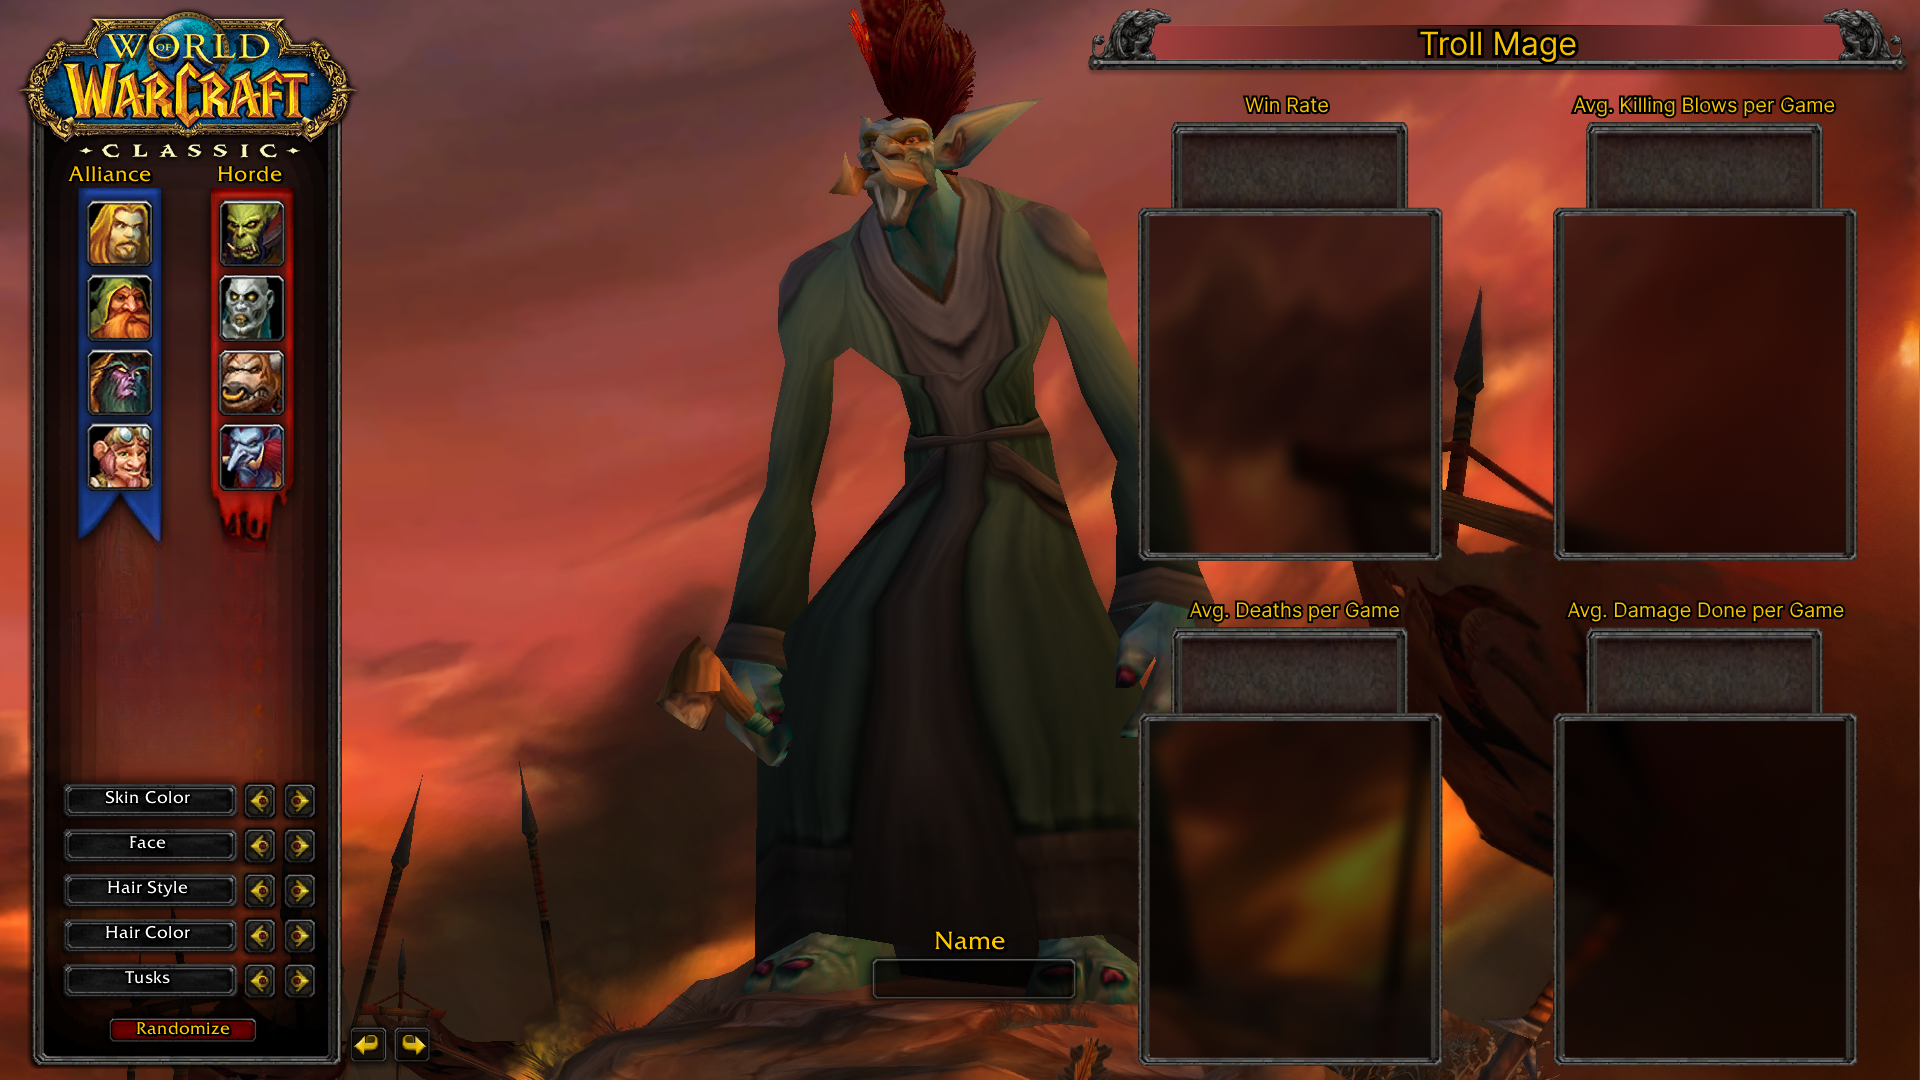 WORLD OF
WARCRAFT
CLASSIC
Alliance
Horde
Skin Color
Face
Hair Style
Hair Color
Tusks
Randomize
Name
Troll Mage
Win Rate
Avg. Killing Blows per Game
Avg. Deaths per Game
Avg. Damage Done per Game